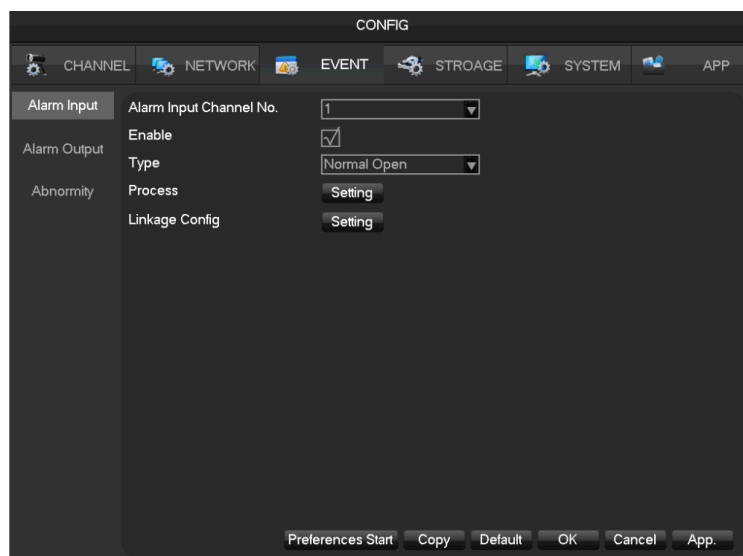 CONFIG
CHANNEL NETWORK EVENT STROAGE SYSTEM APP
Alarm Input
Alarm Output
Abnormity
Alarm Input Channel No. 1
Enable
Type Normal Open
Process Setting
Linkage Config Setting
Preferences Start Copy Default OK Cancel App.